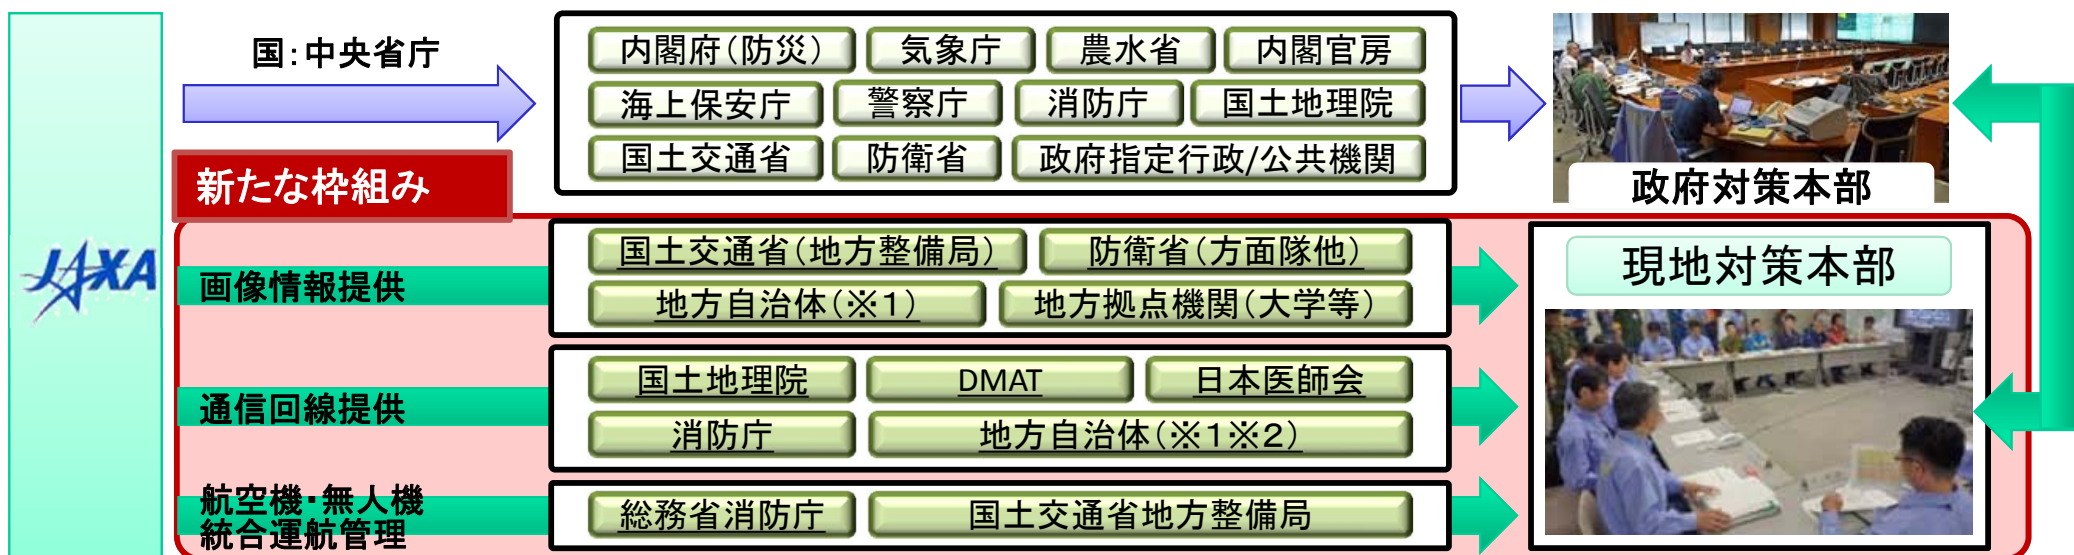 国:中央省庁
内閣府(防災) 気象庁 農水省 内閣官房
海上保安庁 警察庁 消防庁 国土地理院
国土交通省 防衛省 政府指定行政/公共機関
政府対策本部
新たな枠組み
JAXA
画像情報提供
国土交通省(地方整備局) 防衛省(方面隊他)
地方自治体(※1) 地方拠点機関(大学等)
現地対策本部
通信回線提供
国土地理院 DMAT 日本医師会
消防庁 地方自治体(※1※2)
航空機・無人機
統合運航管理
総務省消防庁 国土交通省地方整備局